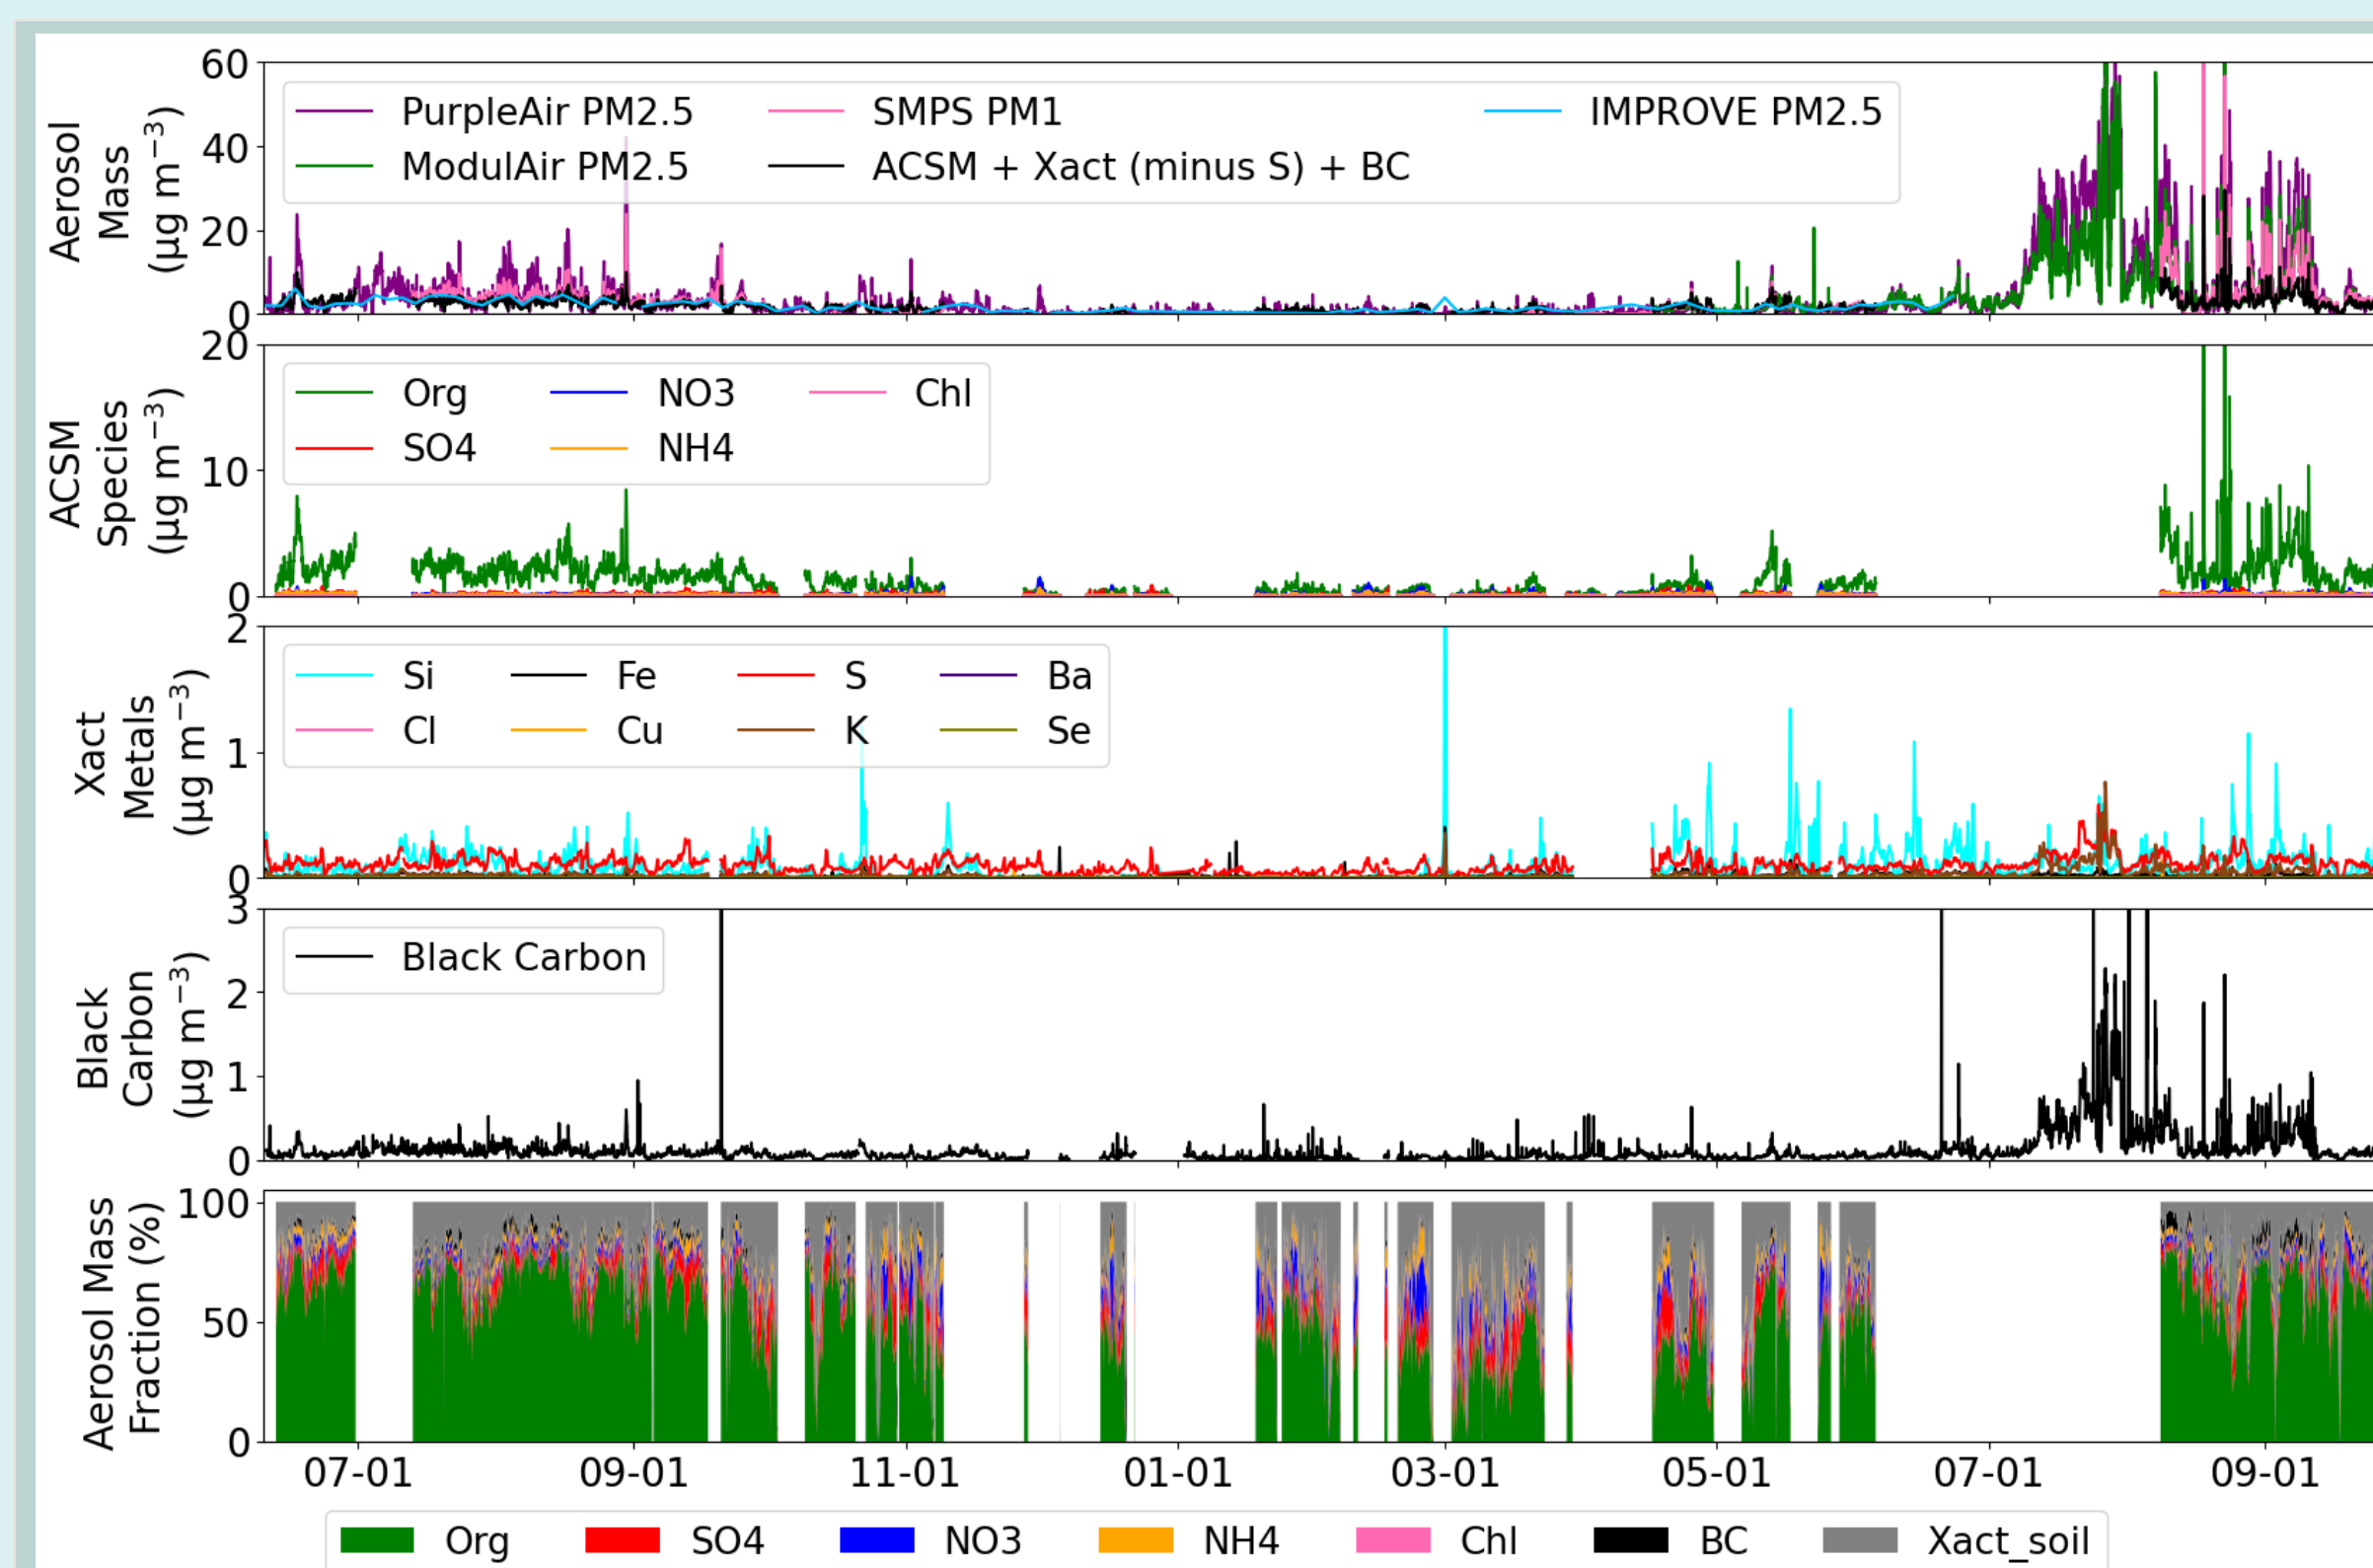 Aerosol
Mass
(µg m⁻³)
60
40
20
0
PurpleAir PM2.5
SMPS PM1
IMPROVE PM2.5
ModulAir PM2.5
ACSM + Xact (minus S) + BC
ACSM
Species
(µg m⁻³)
20
10
0
Org
NO3
Chl
SO4
NH4
Xact
Metals
(µg m⁻³)
2
1
0
Si
Fe
S
Ba
Cl
Cu
K
Se
Black
Carbon
(µg m⁻³)
3
2
1
0
Black Carbon
Aerosol Mass
Fraction (%)
100
50
0
07-01 09-01 11-01 01-01 03-01 05-01 07-01 09-01
Org SO4 NO3 NH4 Chl BC Xact_soil